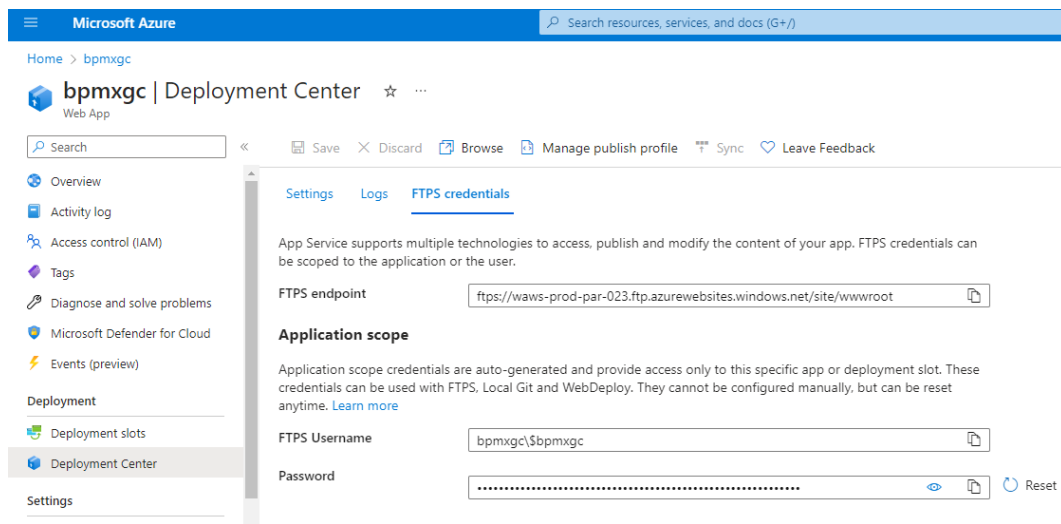 Microsoft Azure
Search resources, services, and docs (G+/)
Home > bpmxgc
bpmxgc | Deployment Center
Web App
Search
Save
Discard
Browse
Manage publish profile
Sync
Leave Feedback
Overview
Activity log
Access control (IAM)
Tags
Diagnose and solve problems
Microsoft Defender for Cloud
Events (preview)
Deployment
Deployment slots
Deployment Center
Settings
Settings
Logs
FTPS credentials
App Service supports multiple technologies to access, publish and modify the content of your app. FTPS credentials can
be scoped to the application or the user.
FTPS endpoint
ftps://waws-prod-par-023.ftp.azurewebsites.windows.net/site/wwwroot
Application scope
Application scope credentials are auto-generated and provide access only to this specific app or deployment slot. These
credentials can be used with FTPS, Local Git and WebDeploy. They cannot be configured manually, but can be reset
anytime. Learn more
FTPS Username
bpmxgc\$bpmxgc
Password
Reset